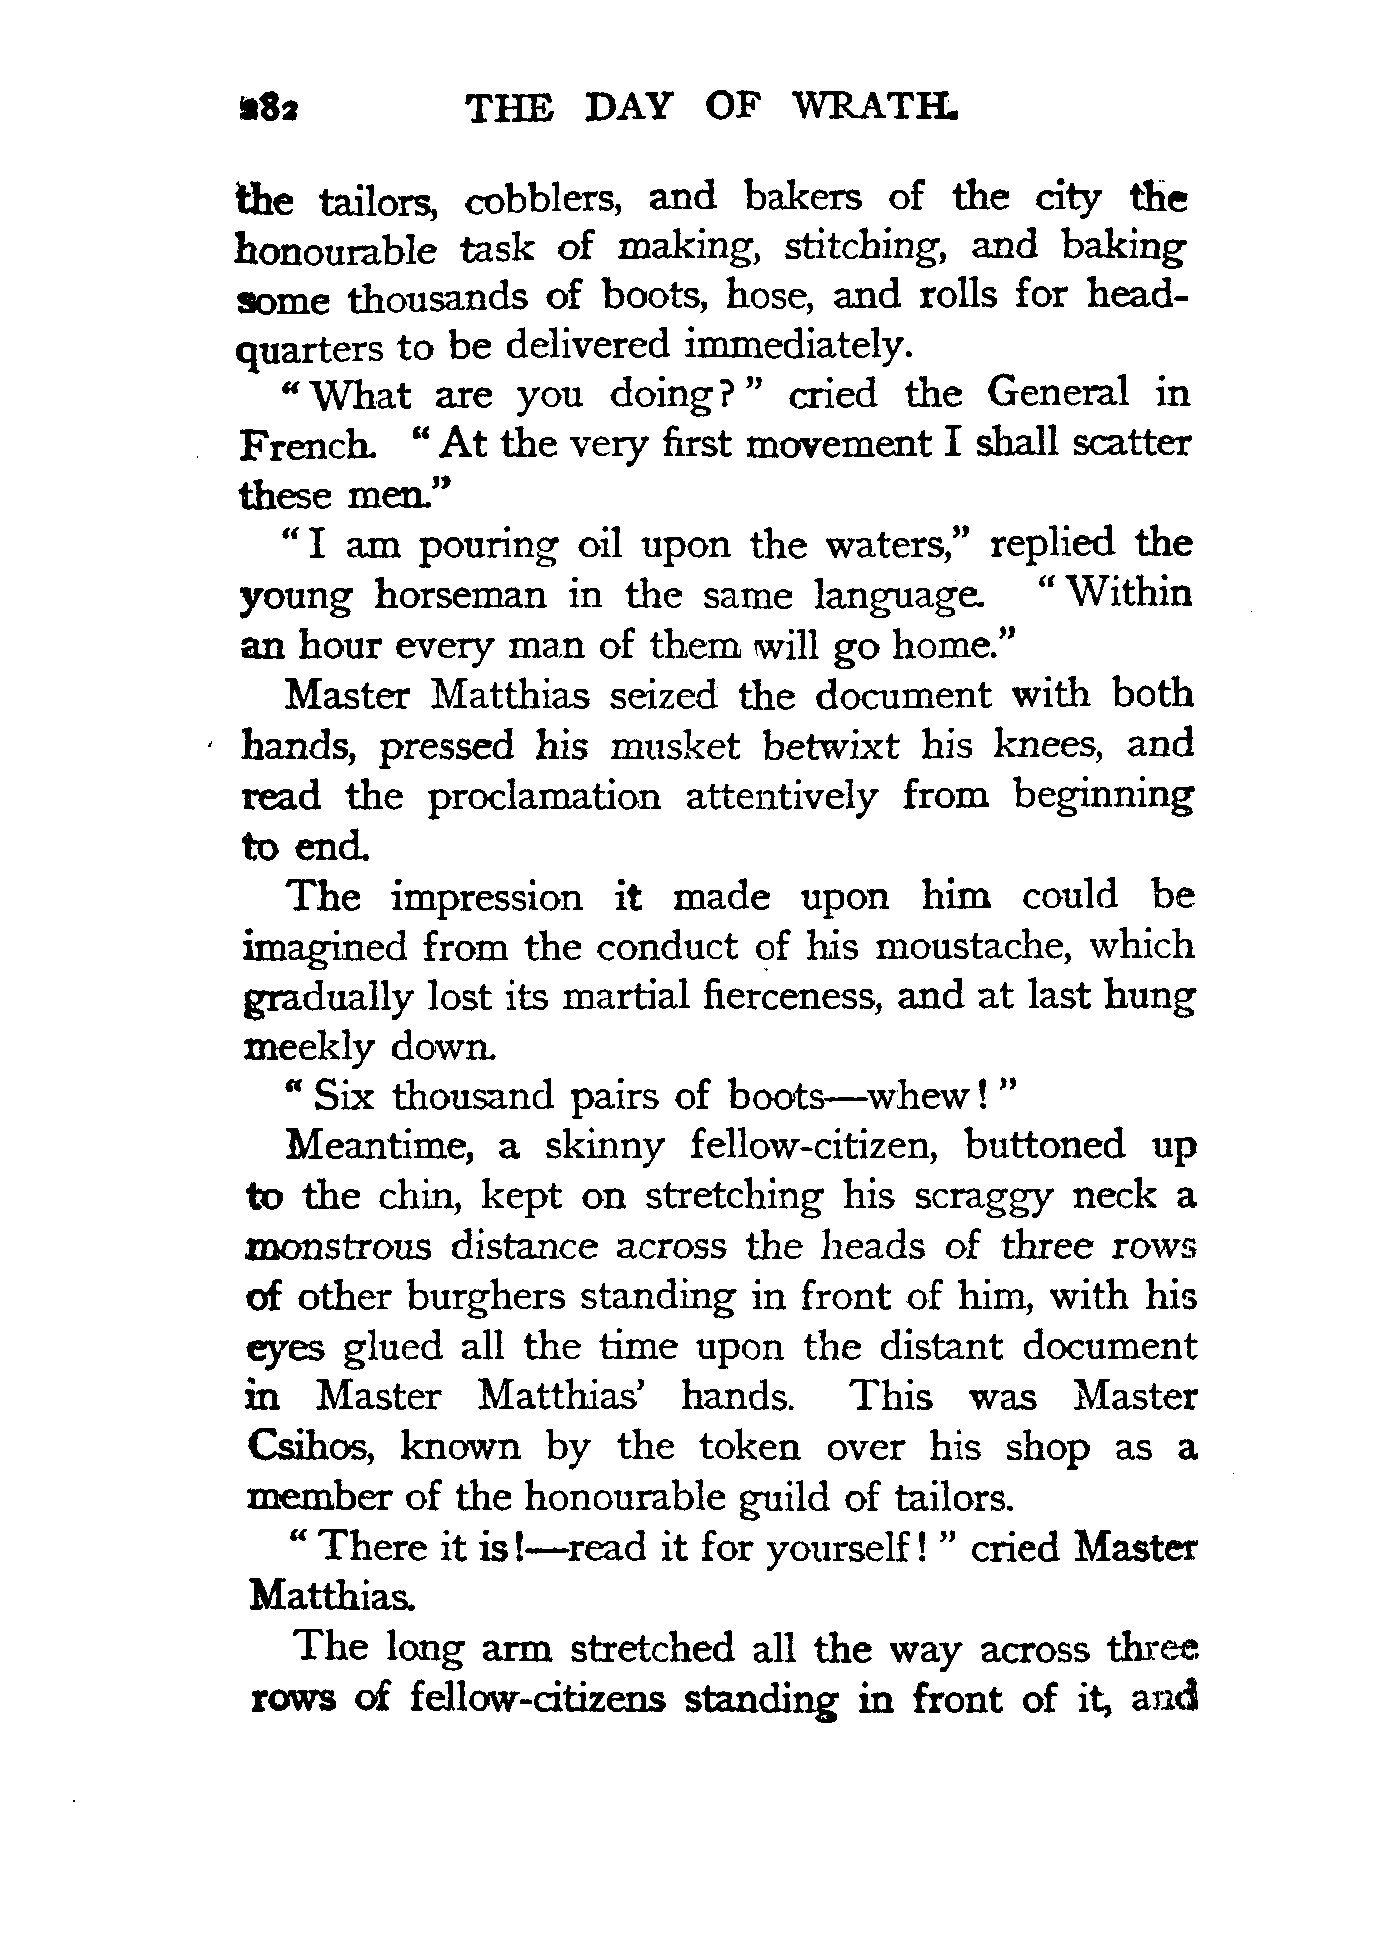 282 THE DAY OF WRATH.
the tailors, cobblers, and bakers of the city the
honourable task of making, stitching, and baking
some thousands of boots, hose, and rolls for head-
quarters to be delivered immediately.
"What are you doing?" cried the General in
French. "At the very first movement I shall scatter
these men."
"I am pouring oil upon the waters," replied the
young horseman in the same language. "Within
an hour every man of them will go home."
Master Matthias seized the document with both
hands, pressed his musket betwixt his knees, and
read the proclamation attentively from beginning
to end.
The impression it made upon him could be
imagined from the conduct of his moustache, which
gradually lost its martial fierceness, and at last hung
meekly down.
"Six thousand pairs of boots—whew!"
Meantime, a skinny fellow-citizen, buttoned up
to the chin, kept on stretching his scraggy neck a
monstrous distance across the heads of three rows
of other burghers standing in front of him, with his
eyes glued all the time upon the distant document
in Master Matthias' hands. This was Master
Csihos, known by the token over his shop as a
member of the honourable guild of tailors.
"There it is!—read it for yourself!" cried Master
Matthias.
The long arm stretched all the way across three
rows of fellow-citizens standing in front of it, and